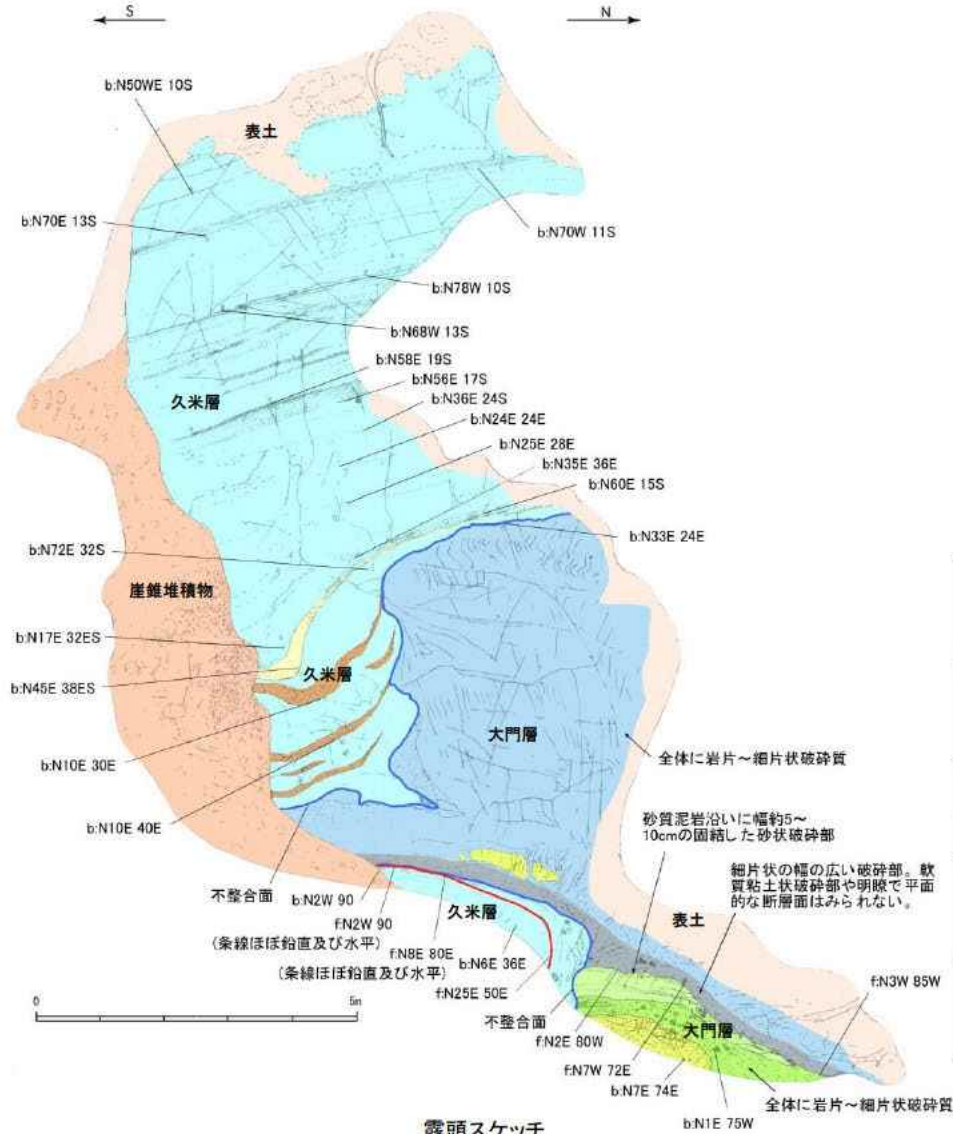 S
N
b:N50WE 10S
表土
b:N70E 13S
b:N70W 11S
b:N78W 10S
b:N68W 13S
b:N58E 19S
b:N56E 17S
久米層
b:N36E 24S
b:N24E 24E
b:N25E 28E
b:N35E 36E
b:N60E 15S
b:N33E 24E
b:N72E 32S
崖錐堆積物
b:N17E 32ES
久米層
b:N45E 38ES
大門層
全体に岩片～細片状破砕質
b:N10E 30E
砂質泥岩沿いに幅約5～
10cmの固結した砂状破砕部
b:N10E 40E
細片状の幅の広い破砕部。軟
質粘土状破砕部や明瞭で平面
的な断層面はみられない。
不整合面
b:N2W 90
久米層
表土
f:N2W 90
(条線ほぼ鉛直及び水平)
f:N8E 80E
b:N6E 36E
(条線ほぼ鉛直及び水平)
f:N25E 50E
f:N3W 85W
0
5m
不整合面
大門層
f:N2E 80W
f:N7W 72E
b:N7E 74E
全体に岩片～細片状破砕質
b:N1E 75W
露頭スケッチ